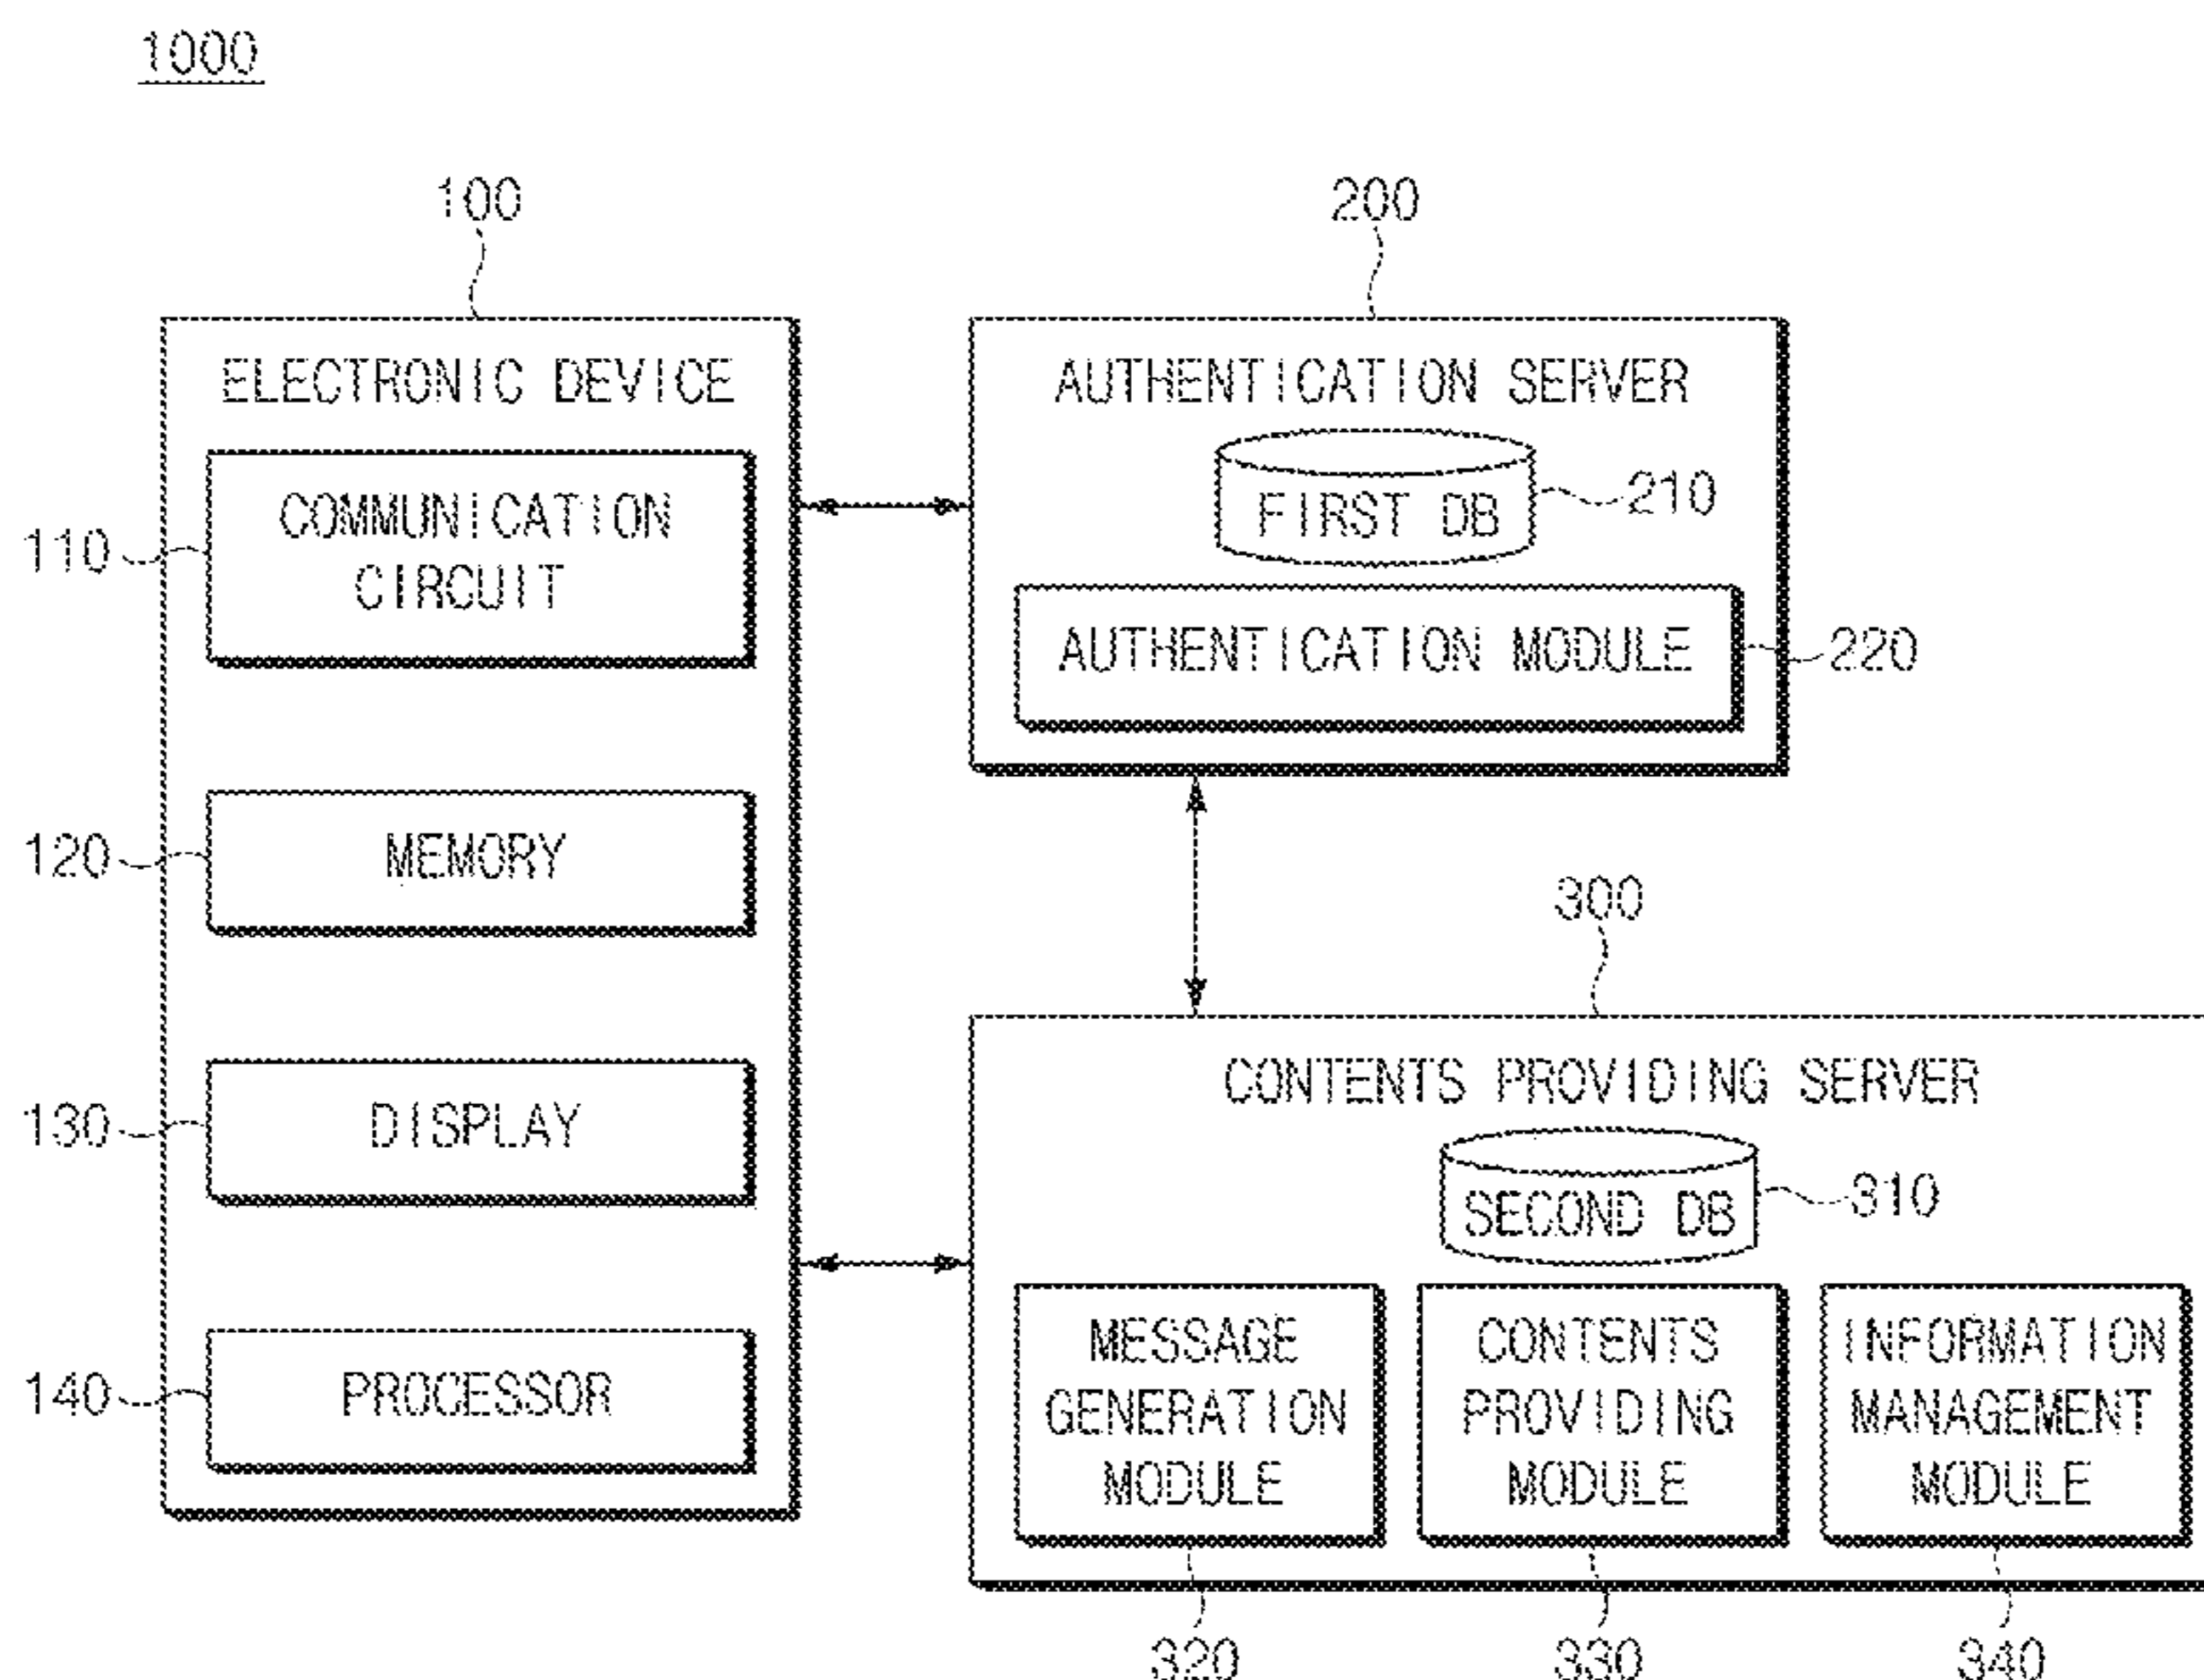 1000
100
200
ELECTRONIC DEVICE
COMMUNICATION
CIRCUIT
110
MEMORY
120
DISPLAY
130
PROCESSOR
140
AUTHENTICATION SERVER
FIRST DB
210
AUTHENTICATION MODULE
220
300
CONTENTS PROVIDING SERVER
SECOND DB
310
MESSAGE
GENERATION
MODULE
CONTENTS
PROVIDING
MODULE
INFORMATION
MANAGEMENT
MODULE
320
330
340